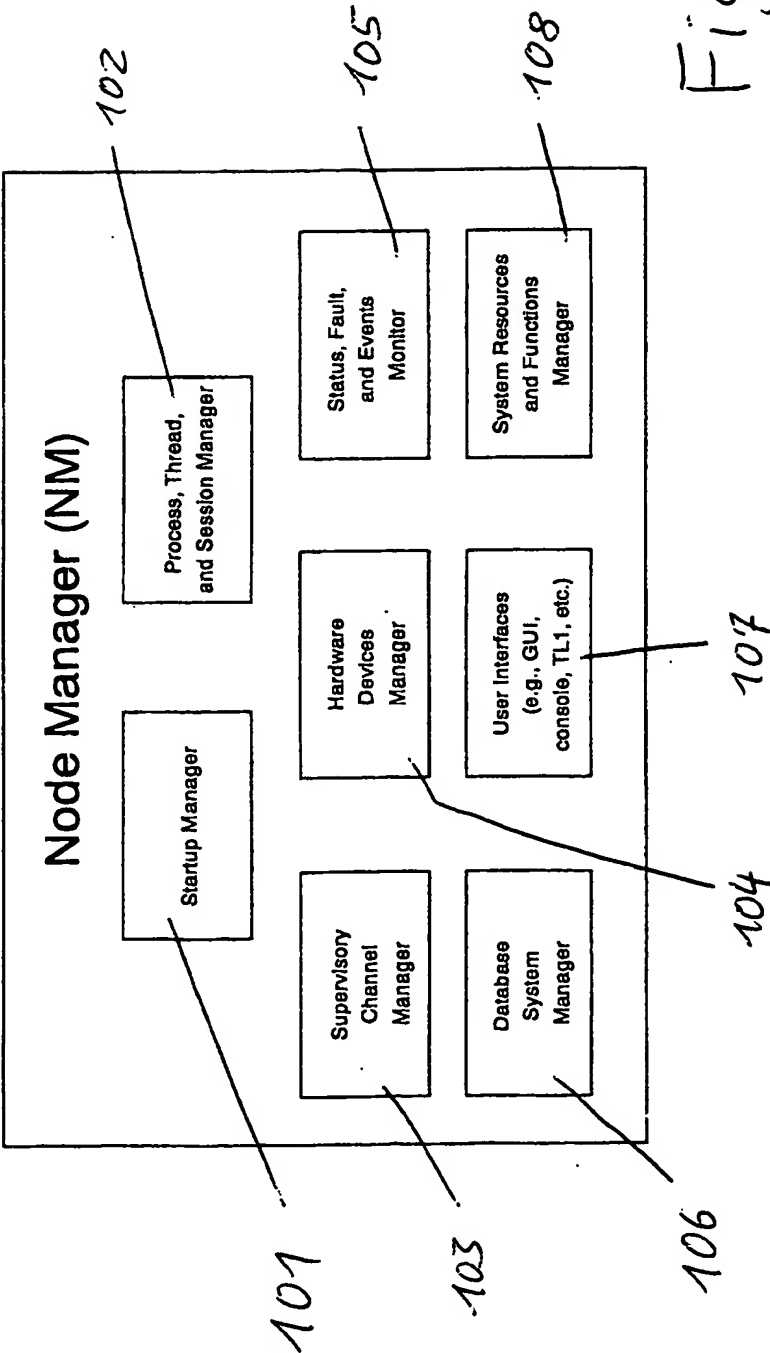 Node Manager (NM)
Startup Manager
Process, Thread,
and Session Manager
Supervisory
Channel
Manager
Hardware
Devices
Manager
Status, Fault,
and Events
Monitor
Database
System
Manager
User Interfaces
(e.g., GUI,
console, TL1, etc.)
System Resources
and Functions
Manager
101
102
103
104
105
106
107
108